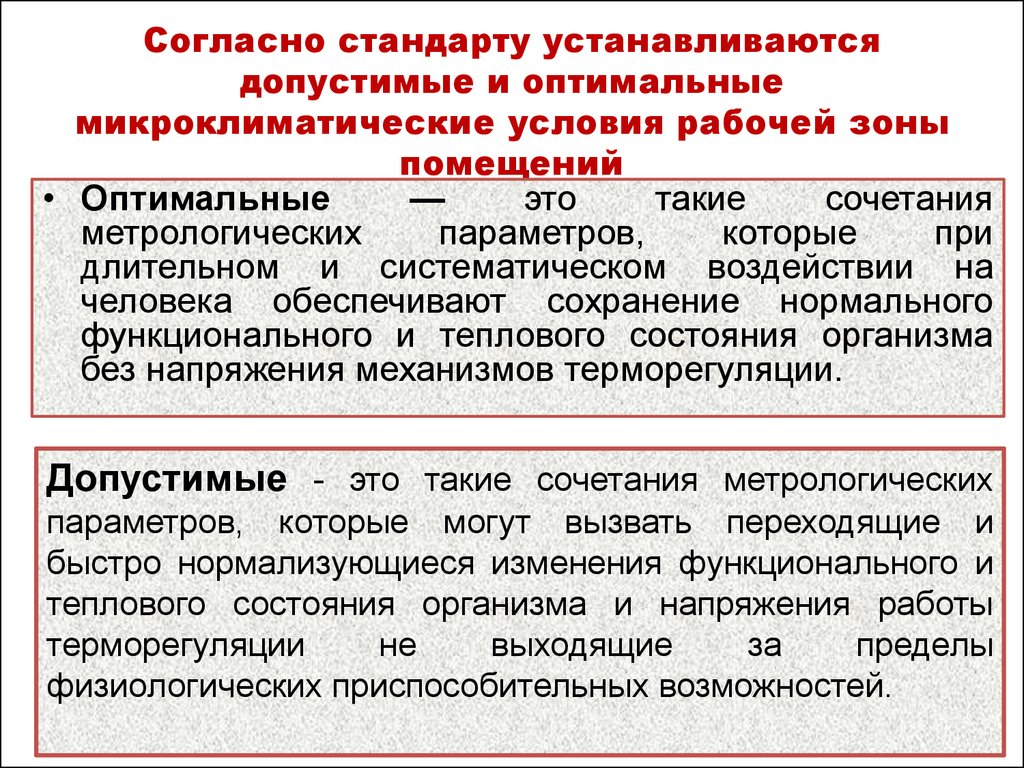 Согласно стандарту устанавливаются
допустимые и оптимальные
микроклиматические условия рабочей зоны
помещений
• Оптимальные — это такие сочетания
метрологических параметров, которые при
длительном и систематическом воздействии на
человека обеспечивают сохранение нормального
функционального и теплового состояния организма
без напряжения механизмов терморегуляции.
Допустимые - это такие сочетания метрологических
параметров, которые могут вызвать переходящие и
быстро нормализующиеся изменения функционального и
теплового состояния организма и напряжения работы
терморегуляции не выходящие за пределы
физиологических приспособительных возможностей.